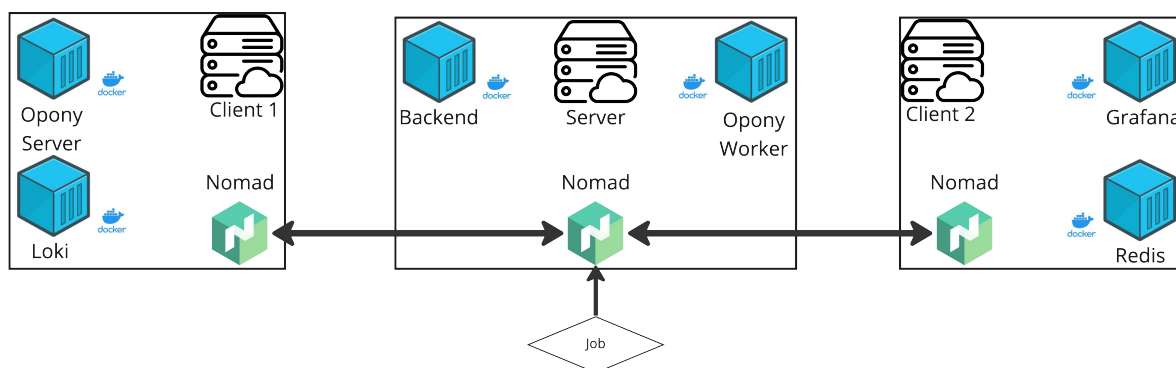 Opony
Server
docker
Loki
docker
Client 1
Nomad
Backend
docker
Server
docker
Opony
Worker
Nomad
Job
Client 2
Nomad
docker
Grafana
docker
Redis